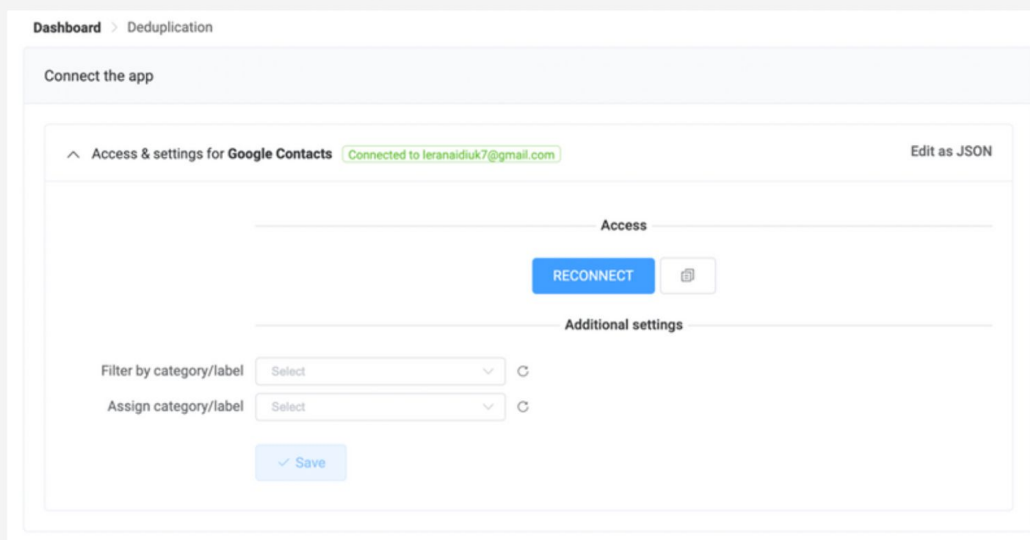 Dashboard > Deduplication
Connect the app
Access & settings for Google Contacts Connected to leranaidiuk7@gmail.com Edit as JSON
Access
RECONNECT
Additional settings
Filter by category/label Select
Assign category/label Select
Save